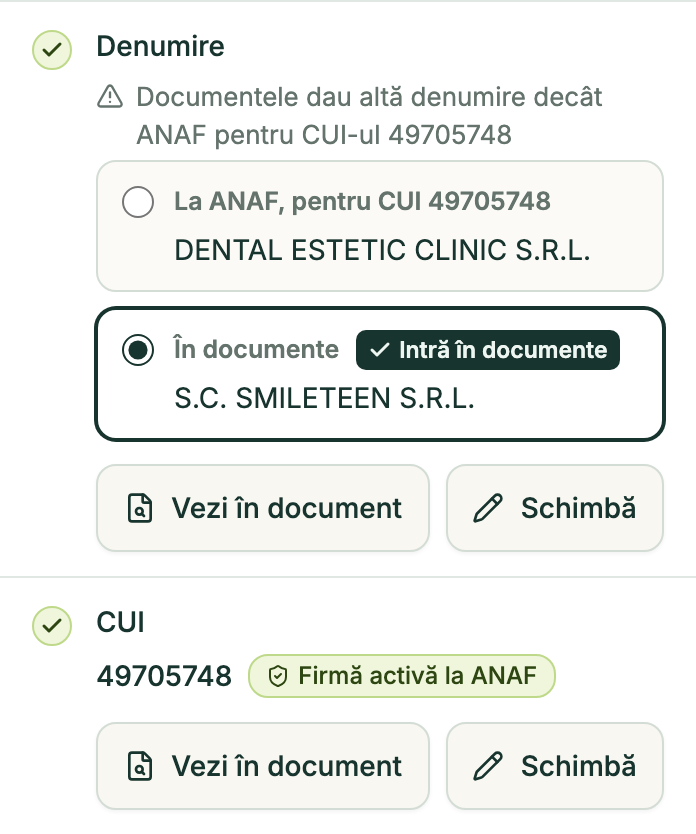 Denumire
Documentele dau altă denumire decât
ANAF pentru CUI-ul 49705748
La ANAF, pentru CUI 49705748
DENTAL ESTETIC CLINIC S.R.L.
În documente Intră în documente
S.C. SMILETEEN S.R.L.
Vezi în document Schimbă
CUI
49705748 Firmă activă la ANAF
Vezi în document Schimbă